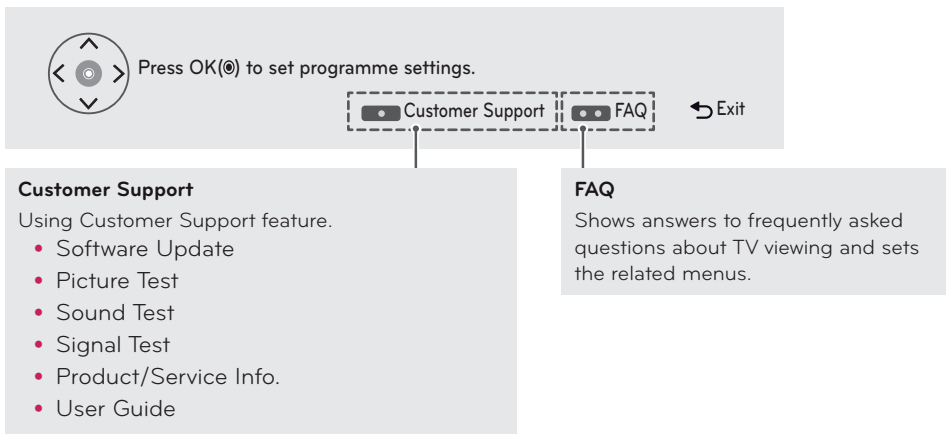 Press OK(◉) to set programme settings.
Customer Support FAQ Exit
Customer Support
Using Customer Support feature.
• Software Update
• Picture Test
• Sound Test
• Signal Test
• Product/Service Info.
• User Guide
FAQ
Shows answers to frequently asked
questions about TV viewing and sets
the related menus.